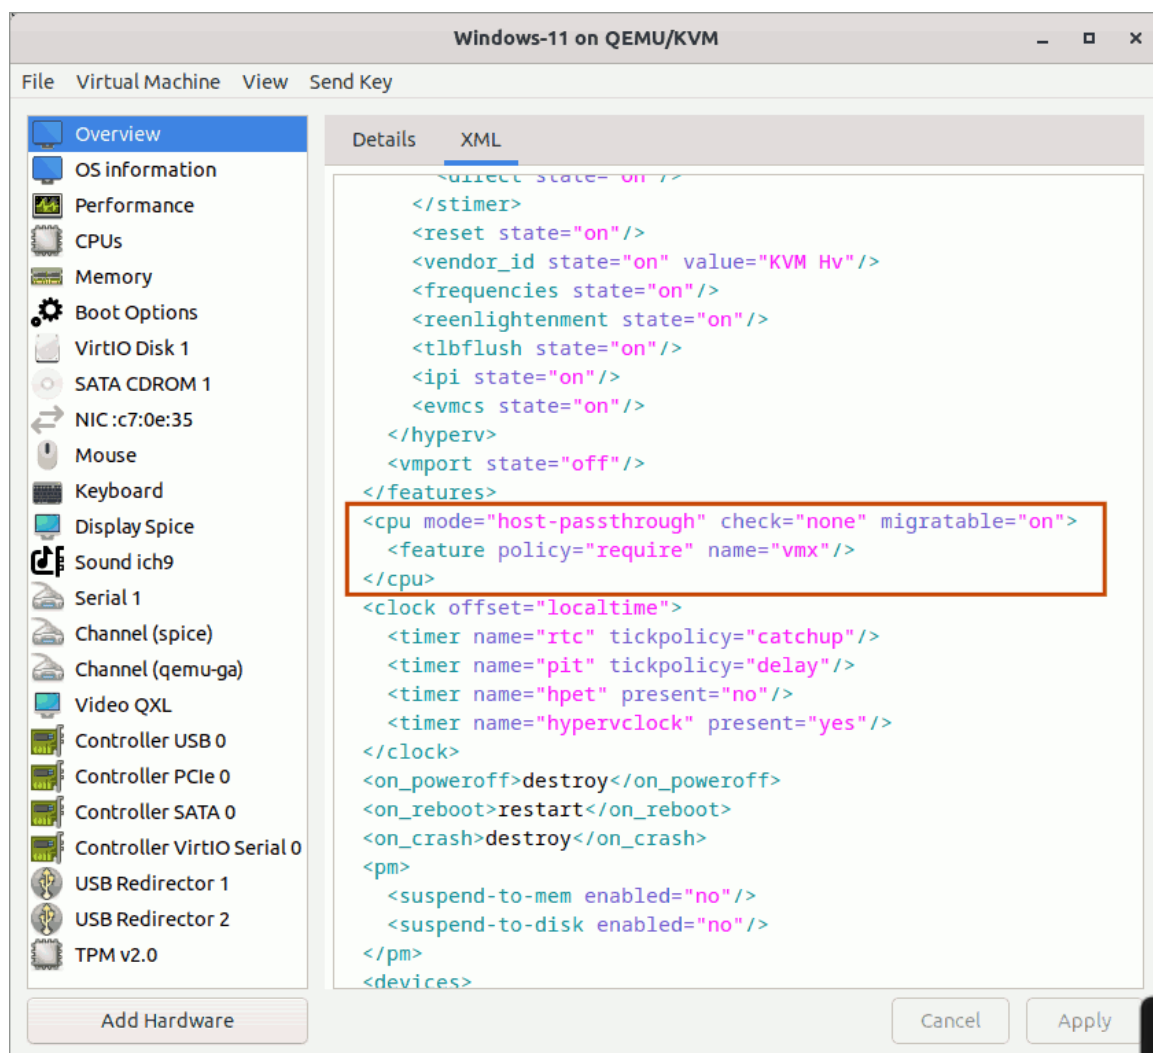 Windows-11 on QEMU/KVM
File Virtual Machine View Send Key
Overview
OS information
Performance
CPUs
Memory
Boot Options
VirtIO Disk 1
SATA CDROM 1
NIC :c7:0e:35
Mouse
Keyboard
Display Spice
Sound ich9
Serial 1
Channel (spice)
Channel (qemu-ga)
Video QXL
Controller USB 0
Controller PCIe 0
Controller SATA 0
Controller VirtIO Serial 0
USB Redirector 1
USB Redirector 2
TPM v2.0
Add Hardware
Details XML
<direct state="on"/>
</stimer>
<reset state="on"/>
<vendor_id state="on" value="KVM Hv"/>
<frequencies state="on"/>
<reenlightenment state="on"/>
<tlbflush state="on"/>
<ipi state="on"/>
<evmcs state="on"/>
</hyperv>
<vmport state="off"/>
</features>
<cpu mode="host-passthrough" check="none" migratable="on">
<feature policy="require" name="vmx"/>
</cpu>
<clock offset="localtime">
<timer name="rtc" tickpolicy="catchup"/>
<timer name="pit" tickpolicy="delay"/>
<timer name="hpet" present="no"/>
<timer name="hypervclock" present="yes"/>
</clock>
<on_poweroff>destroy</on_poweroff>
<on_reboot>restart</on_reboot>
<on_crash>destroy</on_crash>
<pm>
<suspend-to-mem enabled="no"/>
<suspend-to-disk enabled="no"/>
</pm>
<devices>
Cancel Apply